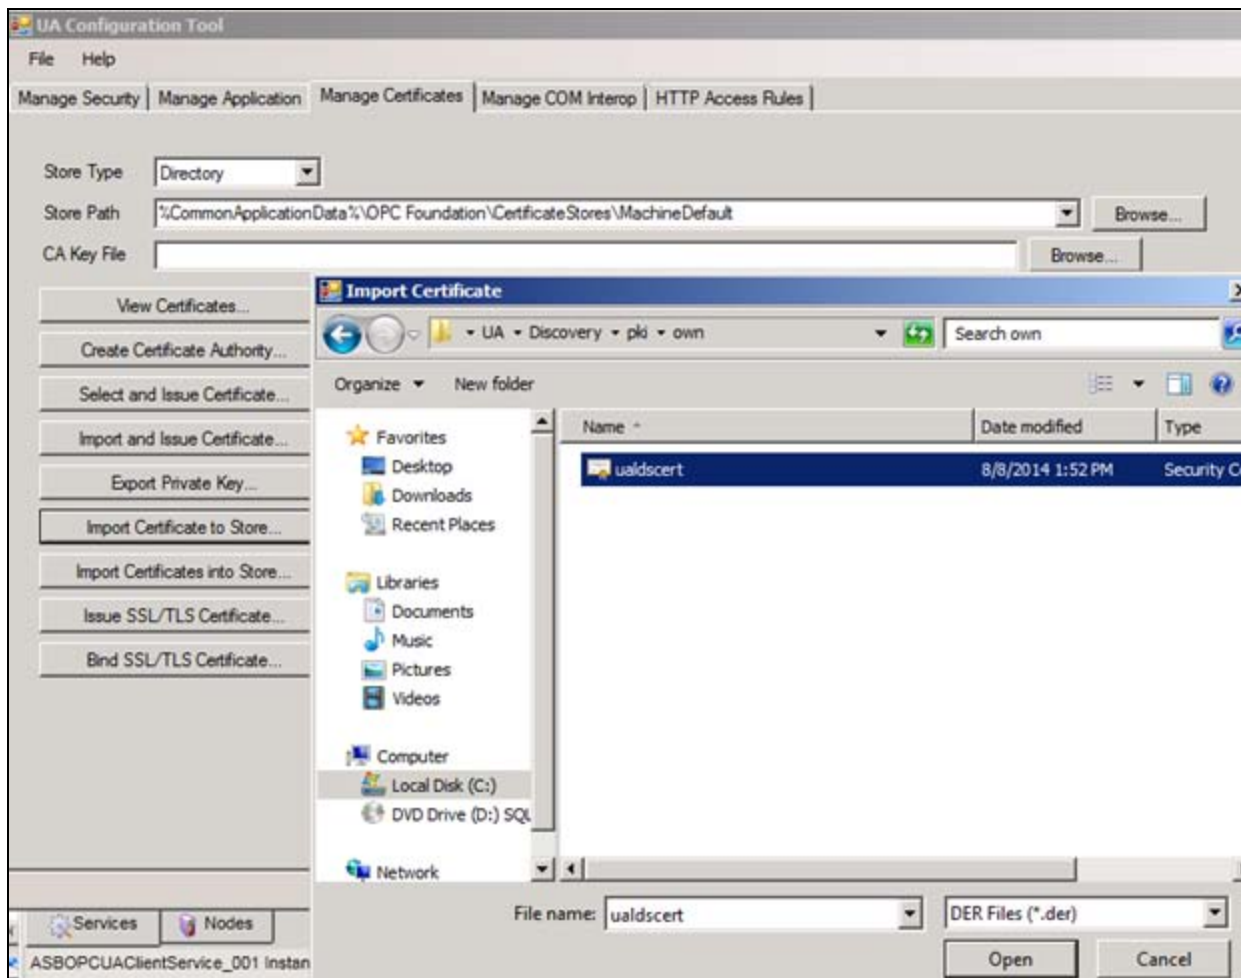 UA Configuration Tool
File Help
Manage Security Manage Application Manage Certificates Manage COM Interop HTTP Access Rules
Store Type Directory
Store Path %CommonApplicationData%\OPC Foundation\CertificateStores\MachineDefault Browse...
CA Key File Browse...
View Certificates...
Create Certificate Authority...
Select and Issue Certificate...
Import and Issue Certificate...
Export Private Key...
Import Certificate to Store...
Import Certificates into Store...
Issue SSL/TLS Certificate...
Bind SSL/TLS Certificate...
Import Certificate
UA Discovery pki own Search own
Organize New folder
Favorites
Desktop
Downloads
Recent Places
Libraries
Documents
Music
Pictures
Videos
Computer
Local Disk (C:)
DVD Drive (D:) SQL
Network
Name Date modified Type
ualdscert 8/8/2014 1:52 PM Security C
File name: ualdscert DER Files (*.der)
Open Cancel
Services Nodes
ASBOPCUAClientService_001 Instan